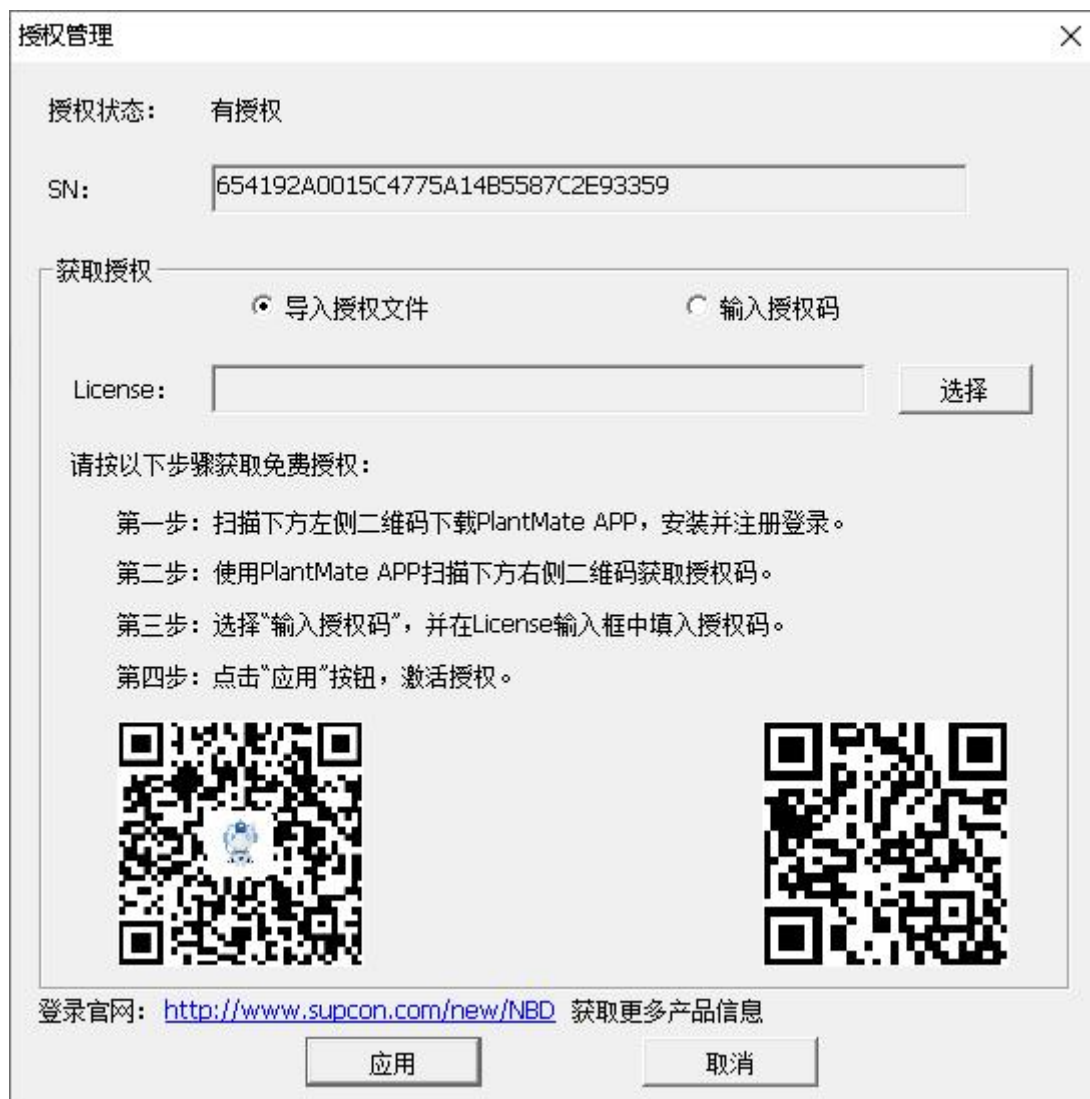 授权管理
授权状态： 有授权
SN： 654192A0015C4775A14B5587C2E93359
获取授权
导入授权文件 输入授权码
License： 选择
请按以下步骤获取免费授权：
第一步：扫描下方左侧二维码下载PlantMate APP，安装并注册登录。
第二步：使用PlantMate APP扫描下方右侧二维码获取授权码。
第三步：选择"输入授权码"，并在License输入框中填入授权码。
第四步：点击"应用"按钮，激活授权。
登录官网：http://www.supcon.com/new/NBD 获取更多产品信息
应用 取消